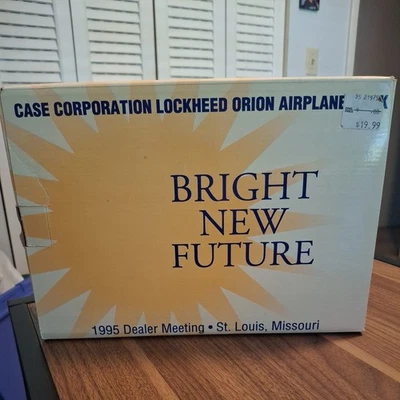 CASE CORPORATION LOCKHEED ORION AIRPLANE
$19.99
BRIGHT
NEW
FUTURE
1995 Dealer Meeting • St. Louis, Missouri